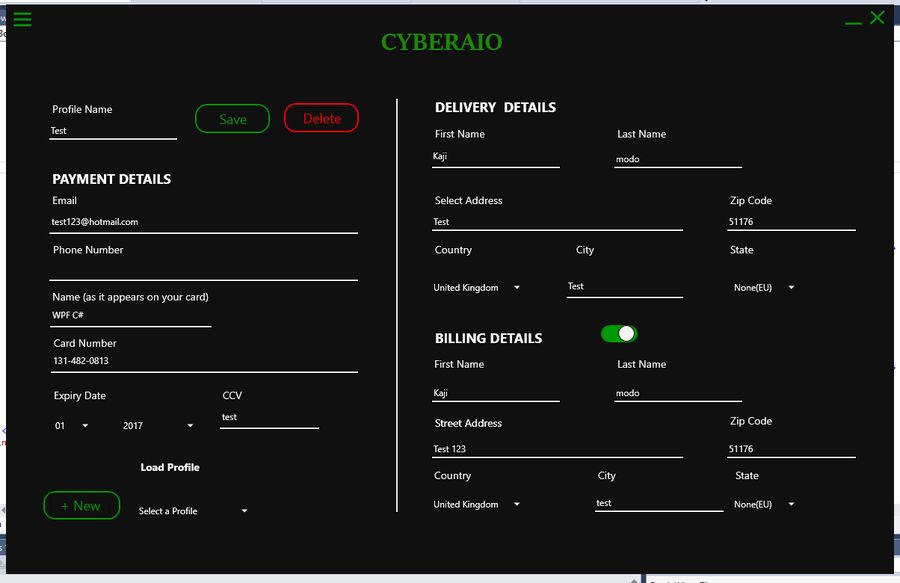 CYBERAIO
Profile Name
Test
Save
Delete
PAYMENT DETAILS
Email
test123@hotmail.com
Phone Number
Name (as it appears on your card)
WPF C#
Card Number
131-482-0813
Expiry Date
CCV
01
2017
test
Load Profile
+ New
Select a Profile
DELIVERY DETAILS
First Name
Last Name
Kaji
modo
Select Address
Zip Code
Test
51176
Country
City
State
United Kingdom
Test
None(EU)
BILLING DETAILS
First Name
Last Name
Kaji
modo
Street Address
Zip Code
Test 123
51176
Country
City
State
United Kingdom
test
None(EU)